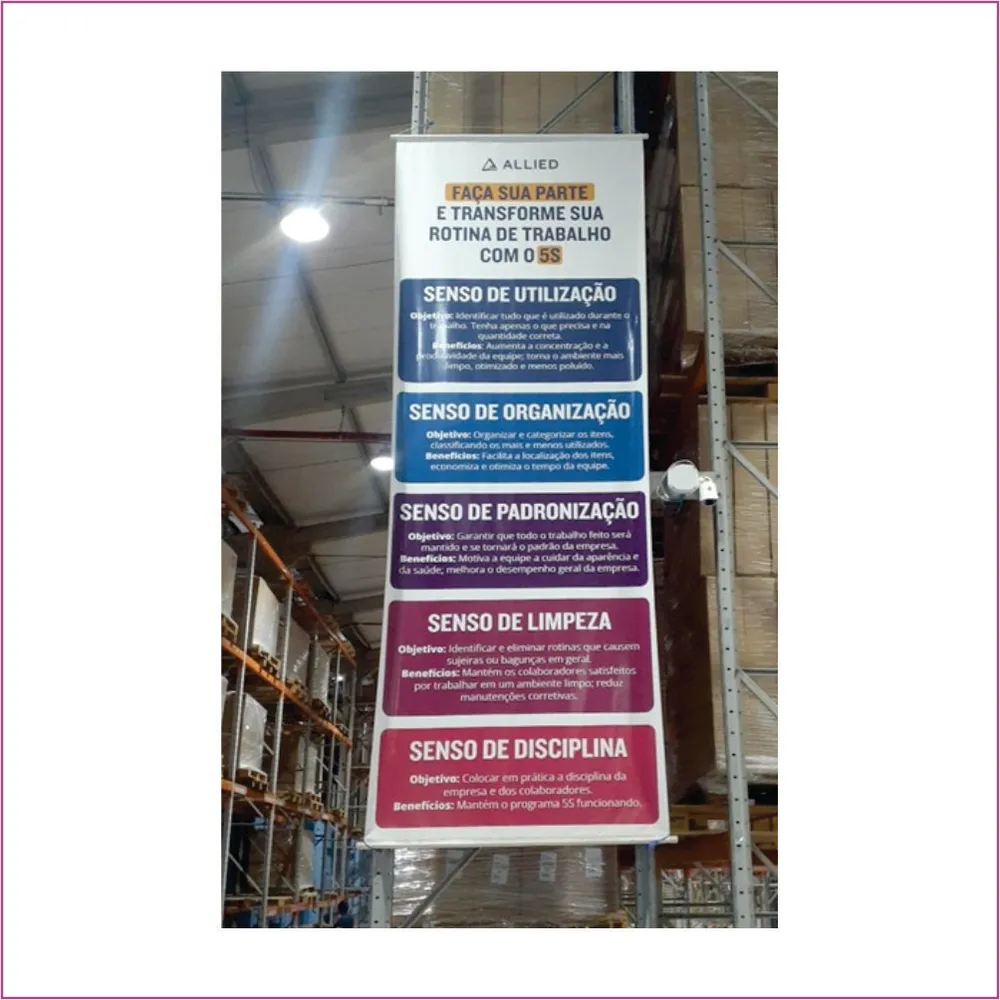 ALLIED
FAÇA SUA PARTE
E TRANSFORME SUA
ROTINA DE TRABALHO
COM O 5S
SENSO DE UTILIZAÇÃO
Objetivo: Identificar tudo que é utilizado durante o
trabalho. Tenha apenas o que precisa e na
quantidade correta.
Benefícios: Aumenta a concentração e a
produtividade da equipe; torna o ambiente mais
limpo, otimizado e menos poluído.
SENSO DE ORGANIZAÇÃO
Objetivo: Organizar e categorizar os itens,
classificando os mais e menos utilizados.
Benefícios: Facilita a localização dos itens,
economiza e otimiza o tempo da equipe.
SENSO DE PADRONIZAÇÃO
Objetivo: Garantir que todo o trabalho feito será
mantido e se tornará o padrão da empresa.
Benefícios: Motiva a equipe a cuidar da aparência e
da saúde; melhora o desempenho geral da empresa.
SENSO DE LIMPEZA
Objetivo: Identificar e eliminar rotinas que causem
sujeiras ou bagunças em geral.
Benefícios: Mantém os colaboradores satisfeitos
por trabalhar em um ambiente limpo; reduz
manutenções corretivas.
SENSO DE DISCIPLINA
Objetivo: Colocar em prática a disciplina da
empresa e dos colaboradores.
Benefícios: Mantém o programa 5S funcionando.